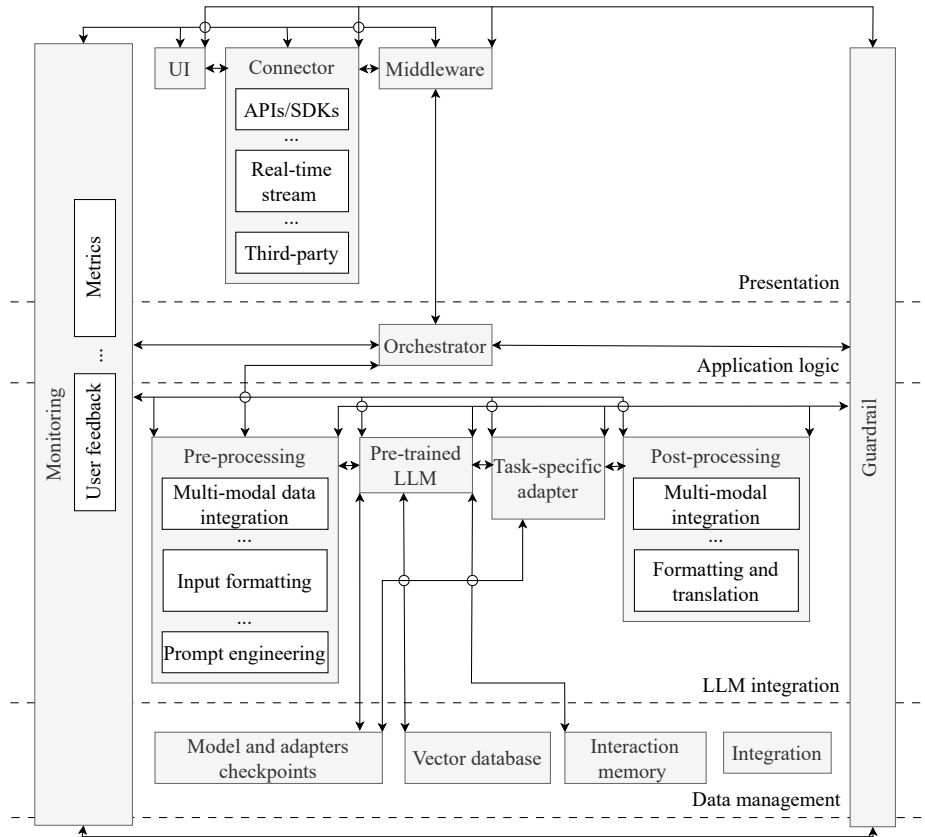 UI
Connector
Middleware
APIs/SDKs
...
Real-time
stream
...
Third-party
Presentation
Monitoring
Metrics
...
User feedback
Guardrail
Orchestrator
Application logic
Pre-processing
Multi-modal data
integration
...
Input formatting
...
Prompt engineering
Pre-trained
LLM
Task-specific
adapter
Post-processing
Multi-modal
integration
...
Formatting and
translation
LLM integration
Model and adapters
checkpoints
Vector database
Interaction
memory
Integration
Data management